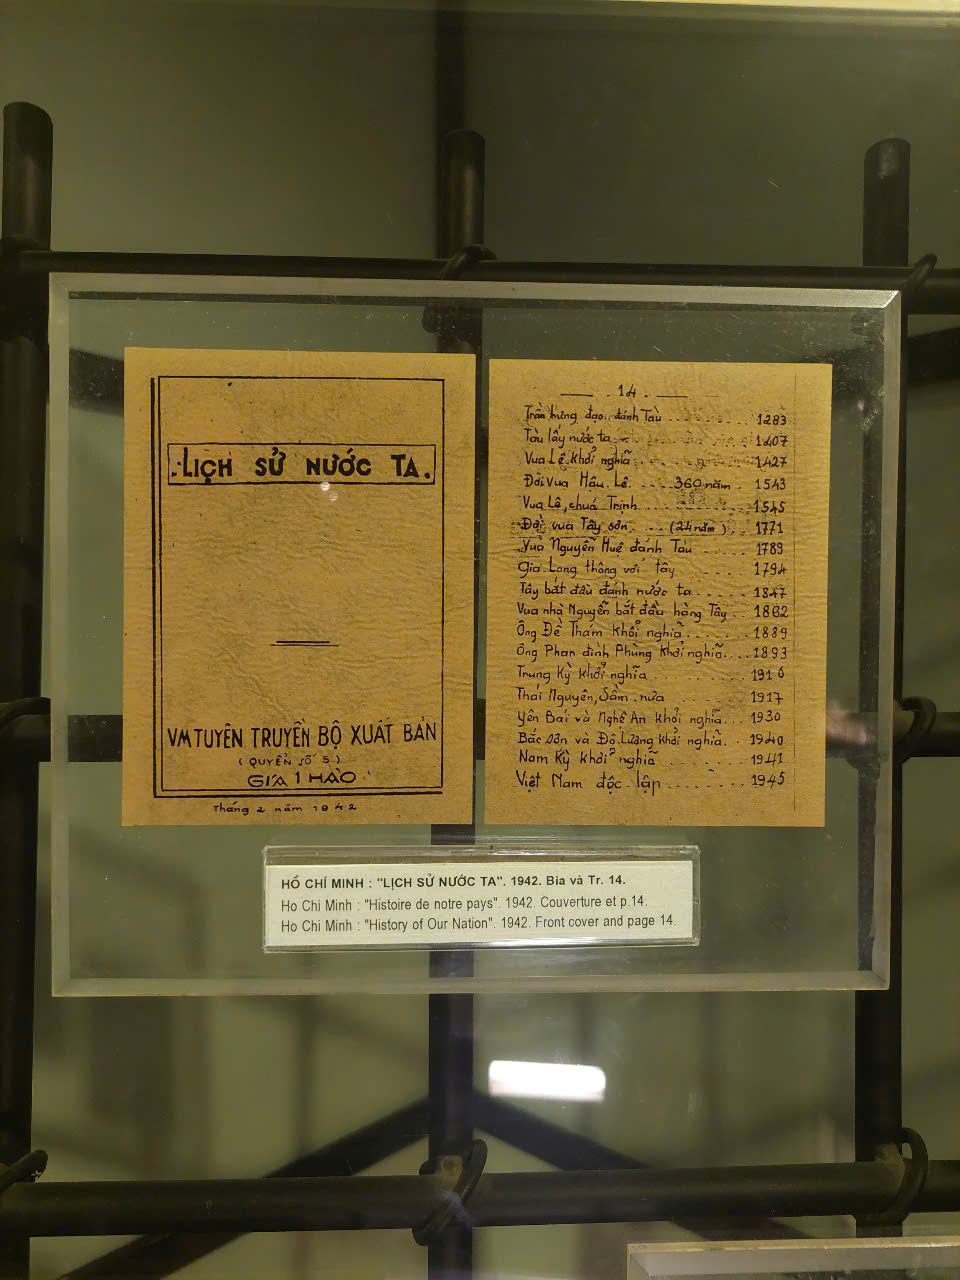 LỊCH SỬ NƯỚC TA.
VM TUYÊN TRUYỀN BỘ XUẤT BẢN
( QUYỂN SỐ 5 )
GIÁ 1 HÀO
Tháng 2 năm 1942
14.
Trần hưng đạo đánh Tàu ........ 1283
Tàu lấy nước ta ........ 1407
Vua Lê khởi nghĩa ........ 1427
Đời vua Hậu Lê .... 360 năm . 1543
Vua Lê, chuá Trịnh ........ 1545
Đời vua Tây sơn .... (24 năm) .. 1771
Vua Nguyễn Huệ đánh Tàu ...... 1789
Gia Long thông với tây ....... 1794
Tây bắt đầu đánh nước ta ...... 1847
Vua nhà Nguyễn bắt đầu hàng Tây .. 1862
Ông Đề Thám khởi nghĩa ....... 1889
Ông Phan đình Phùng khởi nghĩa.... 1893
Trung Kỳ khởi nghĩa ......... 1916
Thái Nguyên, Sầm nưa ........ 1917
Yên Bai và Nghệ An khởi nghĩa... 1930
Bắc sơn và Đô Lương khởi nghĩa. . 1940
Nam Kỳ khởi nghĩa ......... 1941
Việt Nam độc lập ........ 1945
HỒ CHÍ MINH : "LỊCH SỬ NƯỚC TA". 1942. Bìa và Tr. 14.
Ho Chi Minh : "Histoire de notre pays". 1942. Couverture et p.14.
Ho Chi Minh : "History of Our Nation". 1942. Front cover and page 14.